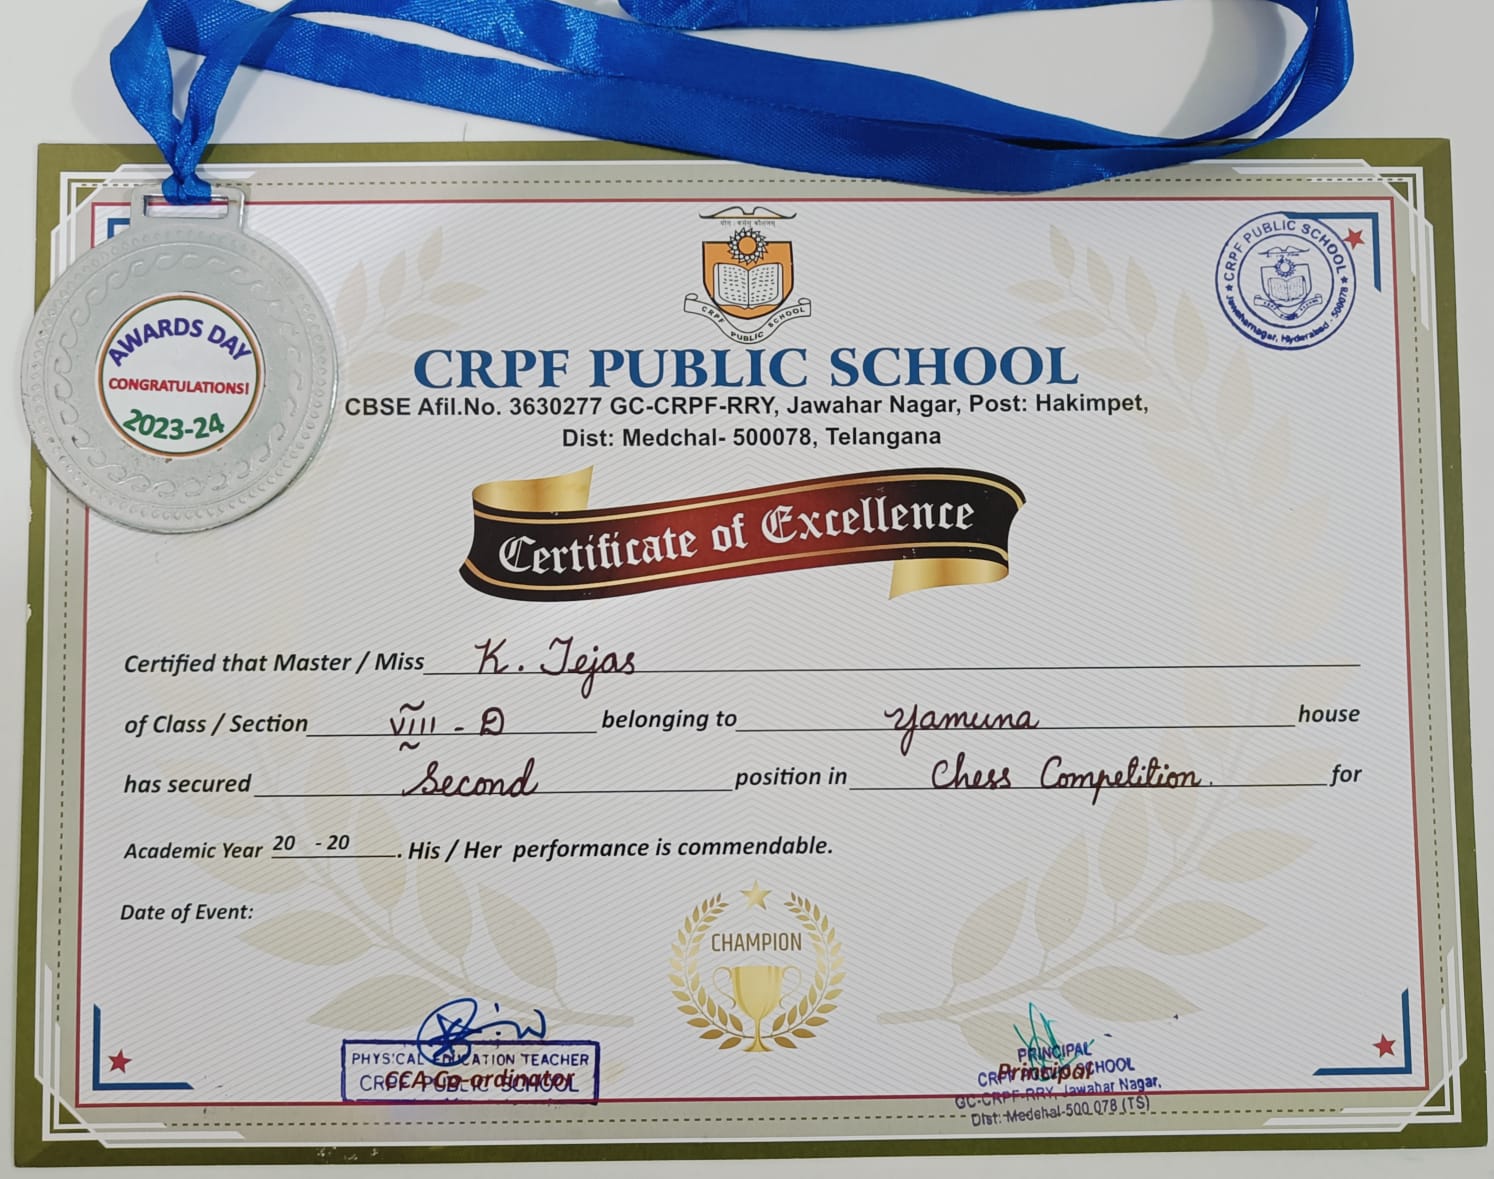 AWARDS DAY
CONGRATULATIONS!
2023-24
CRPF PUBLIC SCHOOL
CRPF PUBLIC SCHOOL
Jawaharnagar, Hyderabad - 500078
CRPF PUBLIC SCHOOL
CBSE Afil.No. 3630277 GC-CRPF-RRY, Jawahar Nagar, Post: Hakimpet,
Dist: Medchal- 500078, Telangana
Certificate of Excellence
Certified that Master / Miss K. Tejas
of Class / Section VIII - D belonging to Yamuna house
has secured Second position in Chess Competition. for
Academic Year 20 - 20 . His / Her performance is commendable.
Date of Event:
CHAMPION
PHYSICAL EDUCATION TEACHER
CRPF PUBLIC SCHOOL
CCA Co-ordinator
PRINCIPAL
CRPF PUBLIC SCHOOL
Principal
GC-CRPF-RRY, Jawahar Nagar,
Dist: Medchal-500 078 (TS)